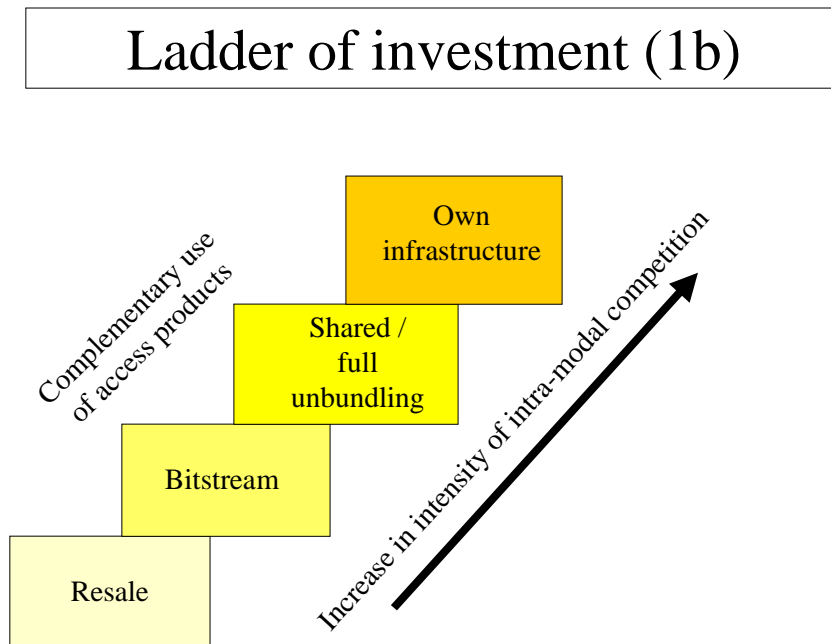 Ladder of investment (1b)
Own
infrastructure
Complementary use
of access products
Shared /
full
unbundling
Increase in intensity of intra-modal competition
Bitstream
Resale